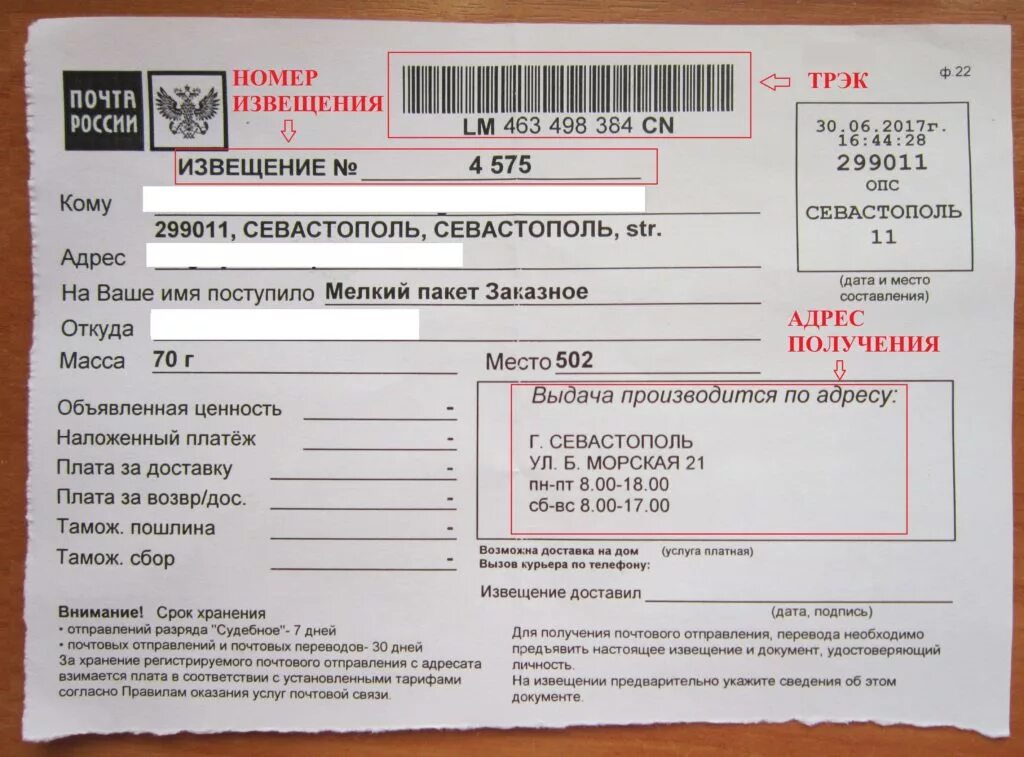 ПОЧТА
РОССИИ
НОМЕР
ИЗВЕЩЕНИЯ
LM 463 498 384 CN
ТРЭК
ф.22
ИЗВЕЩЕНИЕ № 4 575
30.06.2017г.
16:44:28
299011
ОПС
СЕВАСТОПОЛЬ
11
(дата и место
составления)
Кому
299011, СЕВАСТОПОЛЬ, СЕВАСТОПОЛЬ, str.
Адрес
На Ваше имя поступило Мелкий пакет Заказное
Откуда
Масса 70 г Место 502
АДРЕС
ПОЛУЧЕНИЯ
Объявленная ценность -
Наложенный платёж -
Плата за доставку -
Плата за возвр/дос. -
Тамож. пошлина -
Тамож. сбор -
Выдача производится по адресу:
Г. СЕВАСТОПОЛЬ
УЛ. Б. МОРСКАЯ 21
пн-пт 8.00-18.00
сб-вс 8.00-17.00
Возможна доставка на дом (услуга платная)
Вызов курьера по телефону:
Извещение доставил
(дата, подпись)
Внимание! Срок хранения
• отправлений разряда "Судебное"- 7 дней
• почтовых отправлений и почтовых переводов- 30 дней
За хранение регистрируемого почтового отправления с адресата
взимается плата в соответствии с установленными тарифами
согласно Правилам оказания услуг почтовой связи.
Для получения почтового отправления, перевода необходимо
предъявить настоящее извещение и документ, удостоверяющий
личность.
На извещении предварительно укажите сведения об этом
документе.